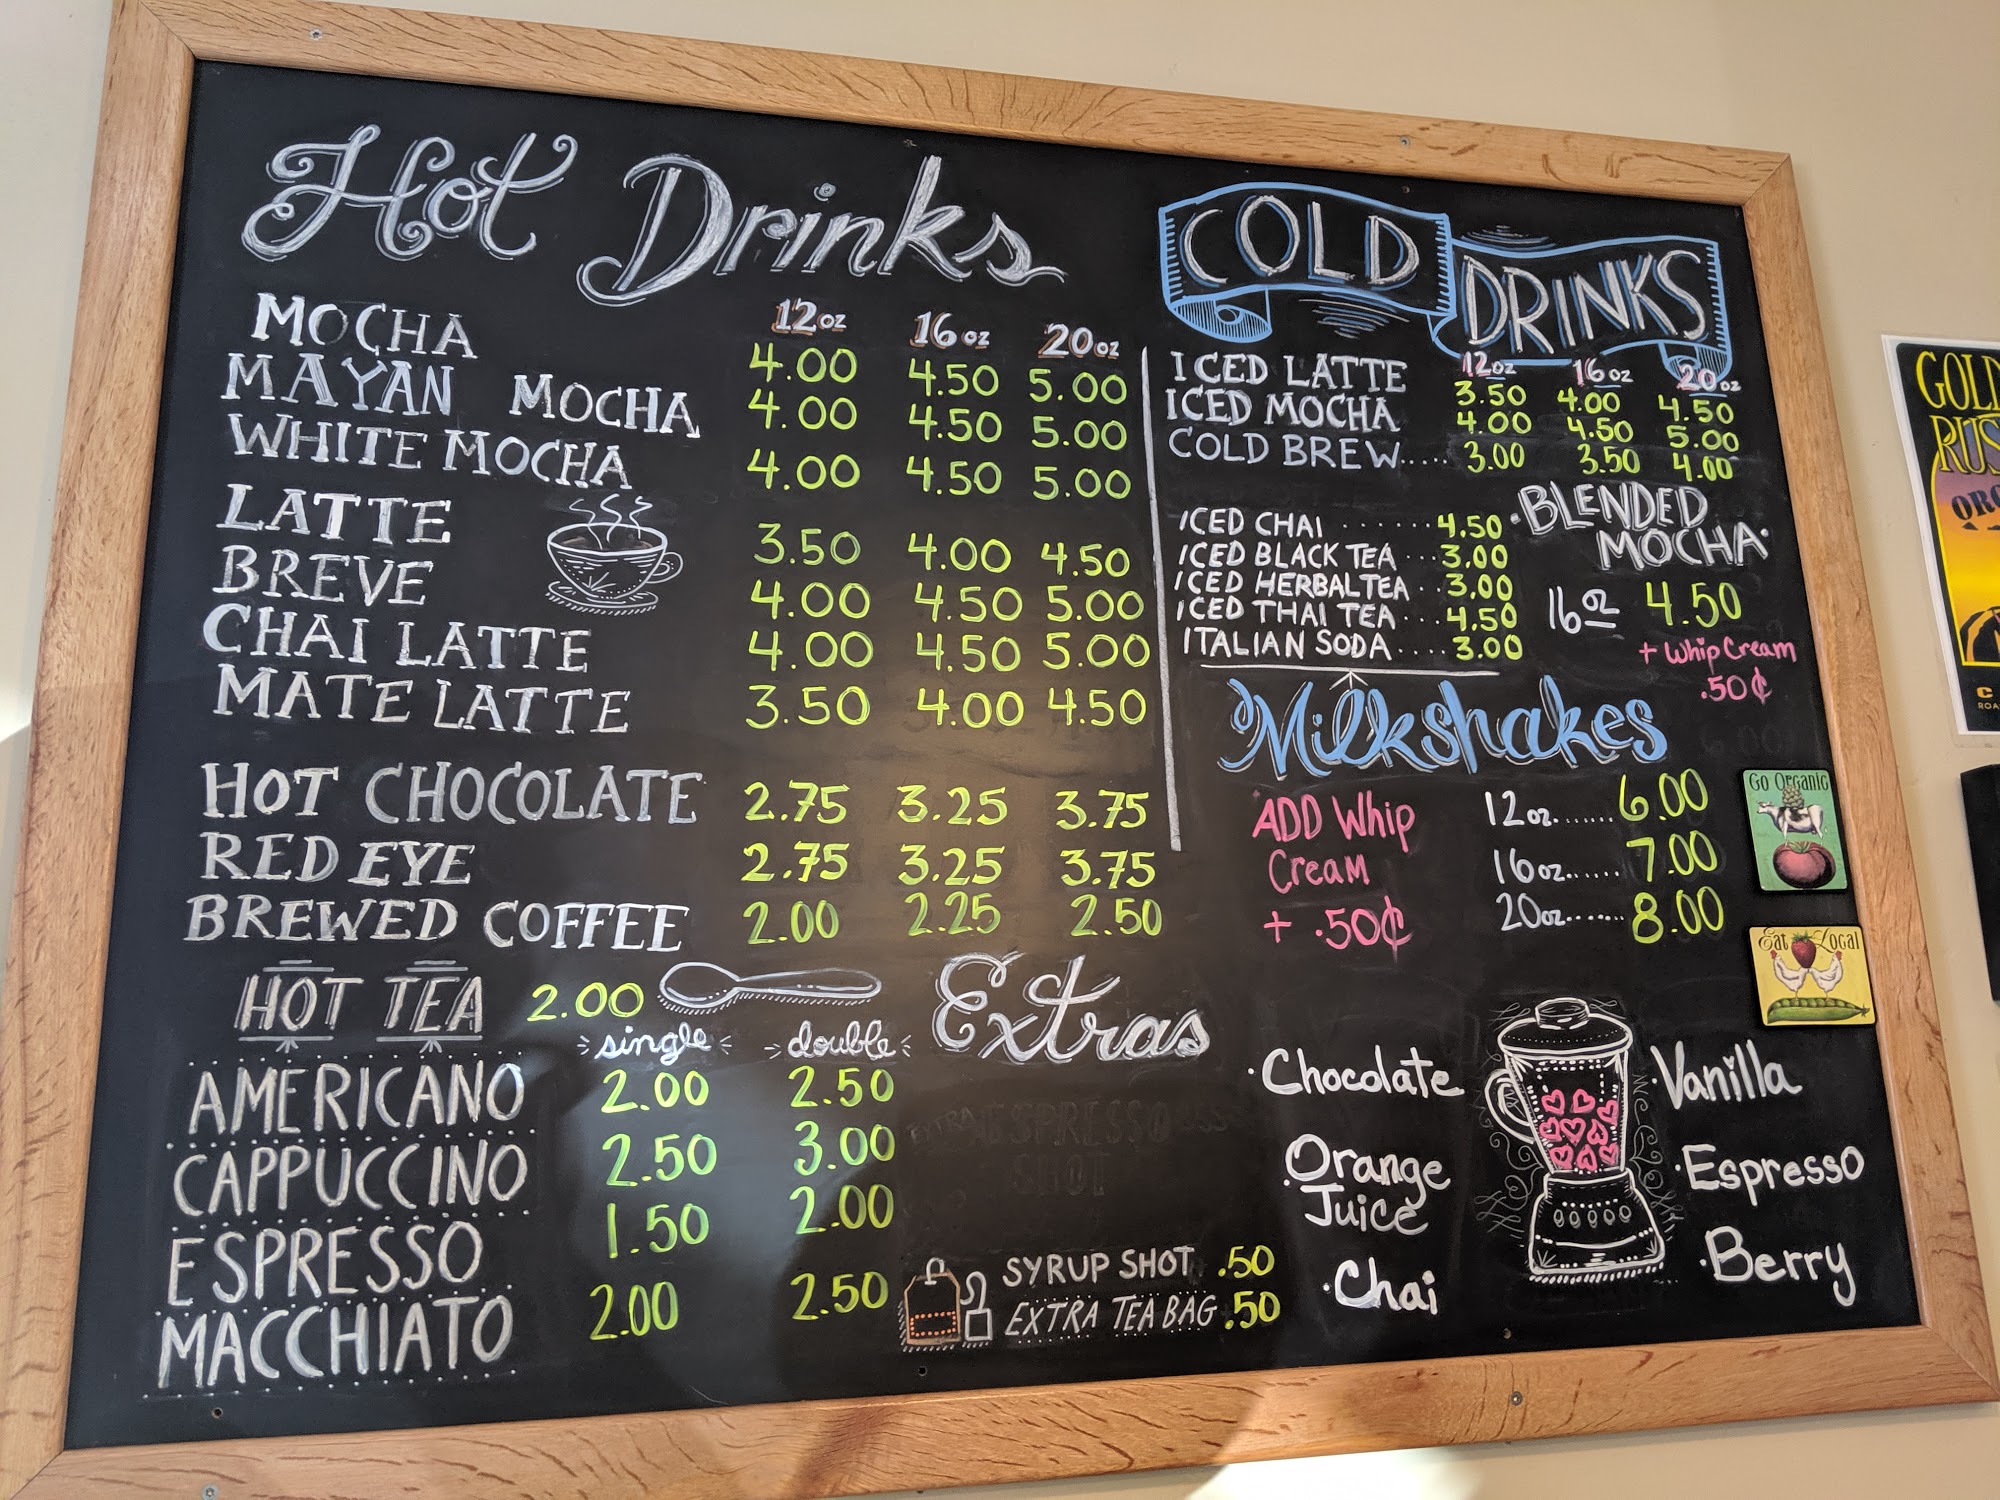 Hot Drinks
12oz 16oz 20oz
MOCHA 4.00 4.50 5.00
MAYAN MOCHA 4.00 4.50 5.00
WHITE MOCHA 4.00 4.50 5.00
LATTE 3.50 4.00 4.50
BREVE 4.00 4.50 5.00
CHAI LATTE 4.00 4.50 5.00
MATE LATTE 3.50 4.00 4.50
HOT CHOCOLATE 2.75 3.25 3.75
RED EYE 2.75 3.25 3.75
BREWED COFFEE 2.00 2.25 2.50
HOT TEA 2.00
single double
AMERICANO 2.00 2.50
CAPPUCCINO 2.50 3.00
ESPRESSO 1.50 2.00
MACCHIATO 2.00 2.50
Extras
ESPRESSO
SHOT
SYRUP SHOT .50
EXTRA TEA BAG .50
COLD DRINKS
12oz 16oz 20oz
ICED LATTE 3.50 4.00 4.50
ICED MOCHA 4.00 4.50 5.00
COLD BREW.... 3.00 3.50 4.00
ICED CHAI ······ 4.50
ICED BLACK TEA ··· 3.00
ICED HERBAL TEA ·· 3.00
ICED THAI TEA ··· 4.50
ITALIAN SODA ···· 3.00
·BLENDED
MOCHA·
16oz 4.50
+ Whip Cream
.50¢
Milkshakes
ADD Whip
Cream
+ .50¢
12oz....... 6.00
16oz....... 7.00
20oz....... 8.00
·Chocolate
·Orange
Juice
·Chai
·Vanilla
·Espresso
·Berry
Go Organic
Eat Local
GOLD